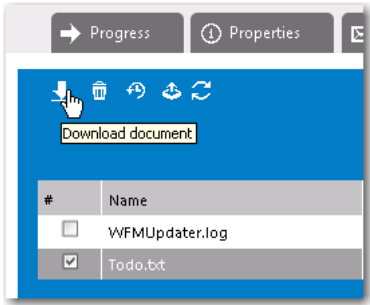 Progress
Properties
Download document
# Name
WFMUpdater.log
Todo.txt